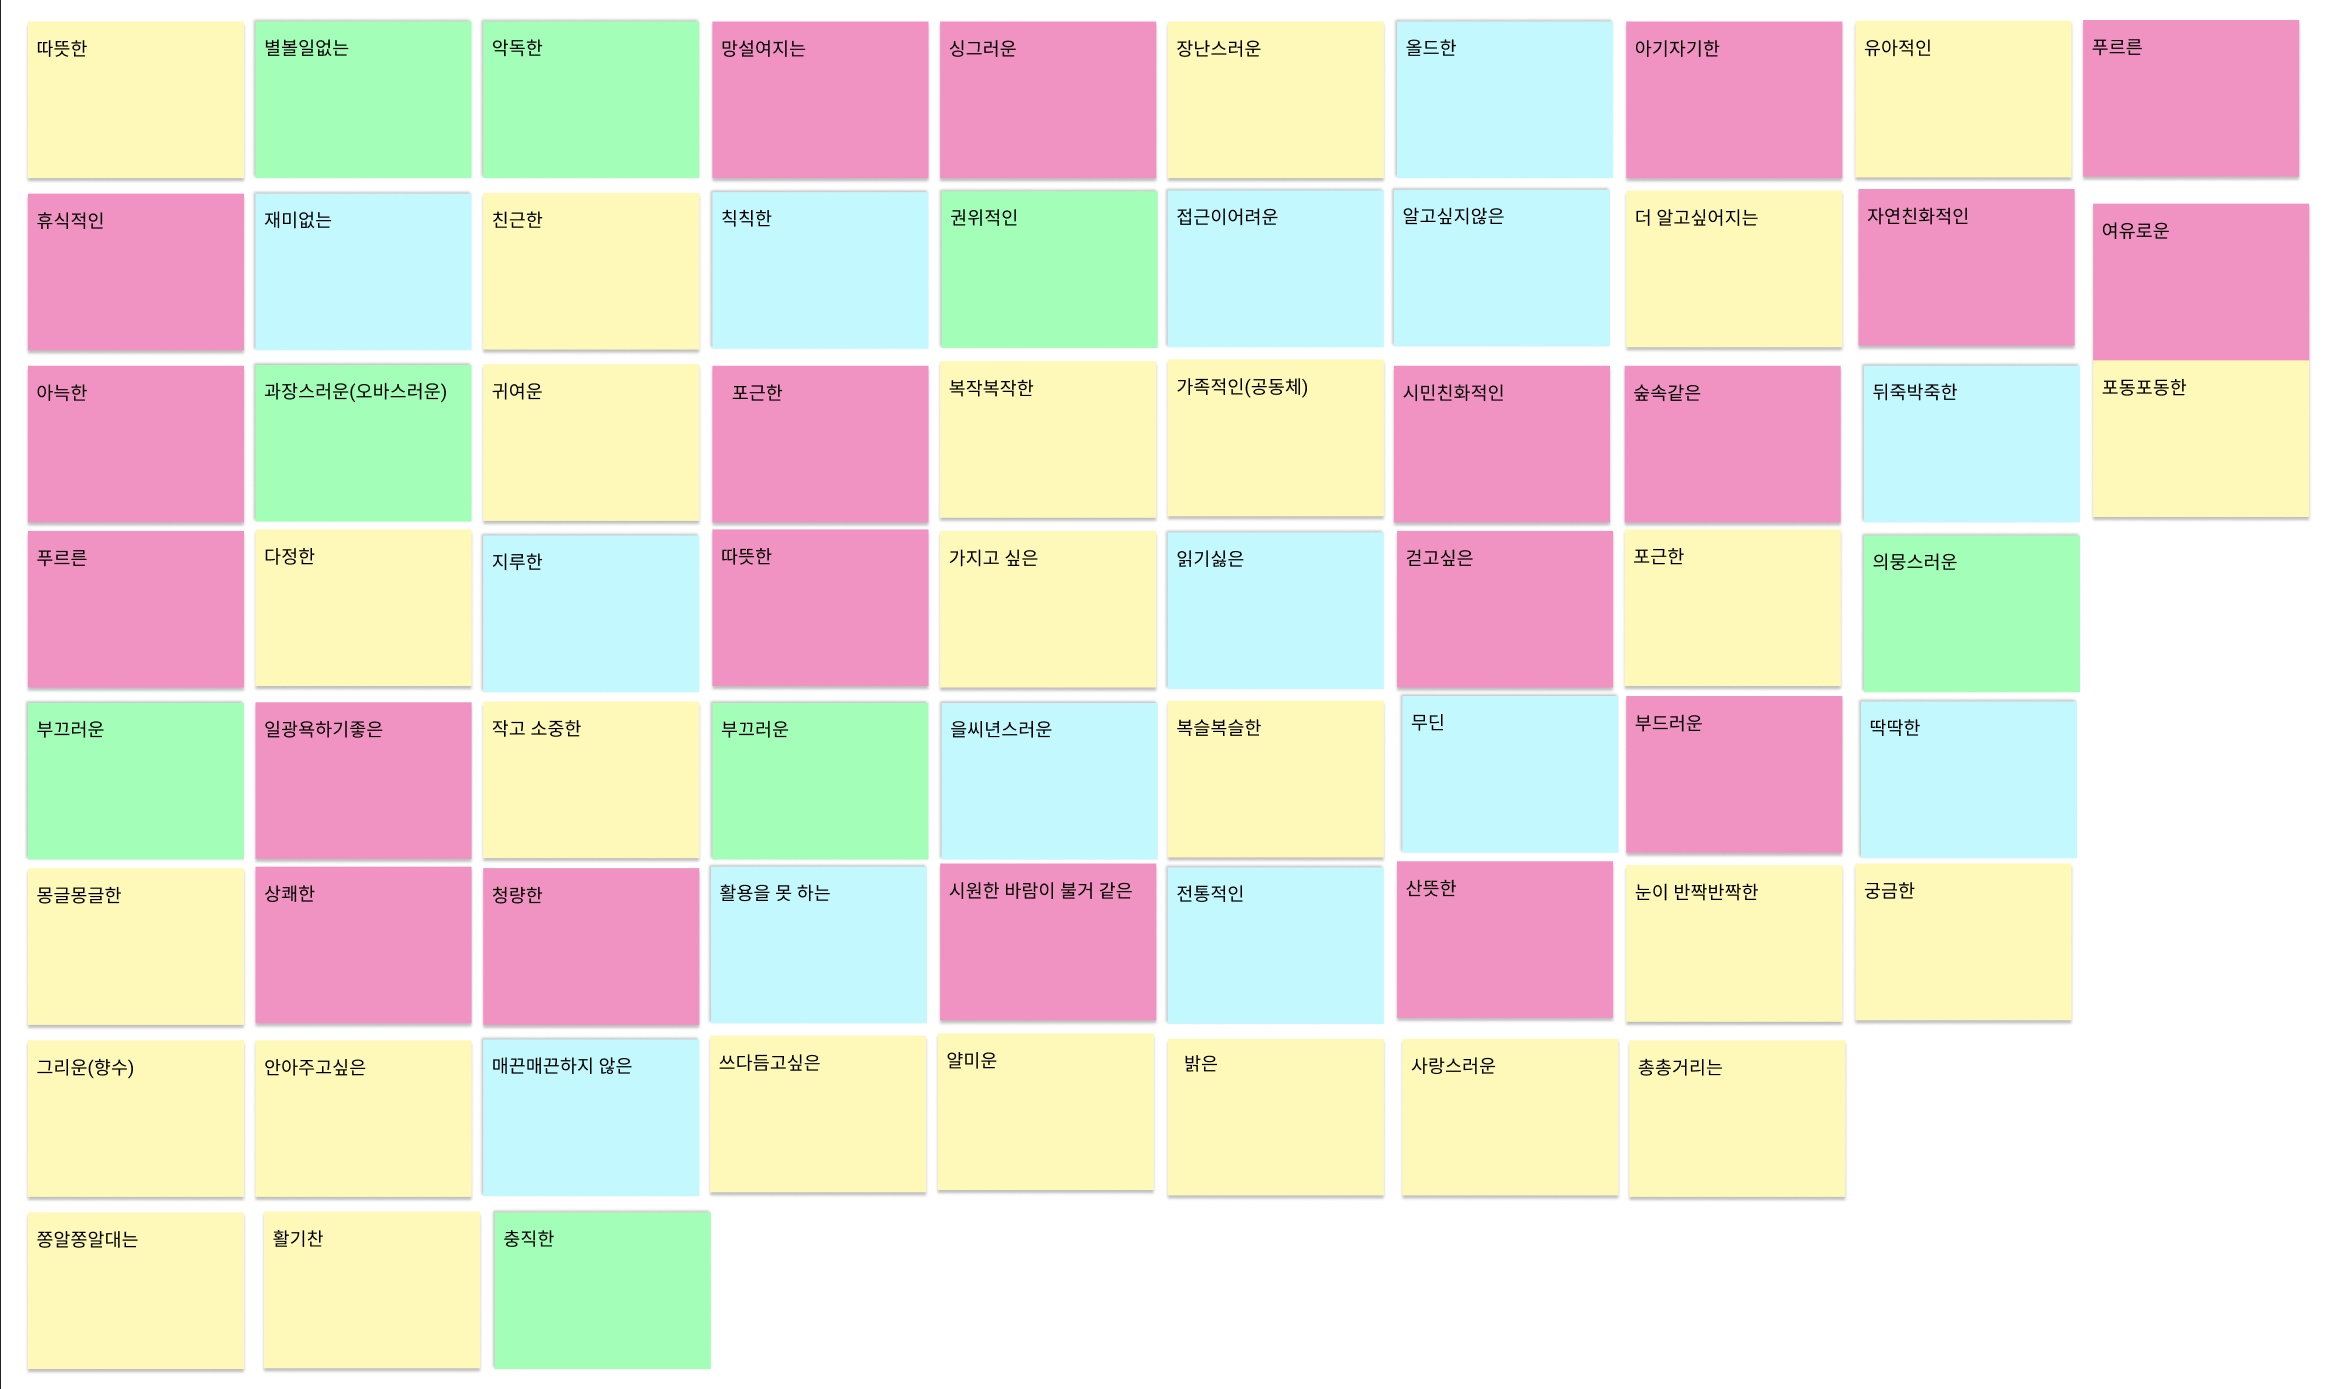 따뜻한
별볼일없는
악독한
망설여지는
싱그러운
장난스러운
올드한
아기자기한
유아적인
푸르른
휴식적인
재미없는
친근한
칙칙한
권위적인
접근이어려운
알고싶지않은
더 알고싶어지는
자연친화적인
여유로운
아늑한
과장스러운(오바스러운)
귀여운
포근한
복작복작한
가족적인(공동체)
시민친화적인
숲속같은
뒤죽박죽한
포동포동한
푸르른
다정한
지루한
따뜻한
가지고 싶은
읽기싫은
걷고싶은
포근한
의뭉스러운
부끄러운
일광욕하기좋은
작고 소중한
부끄러운
을씨년스러운
복슬복슬한
무딘
부드러운
딱딱한
몽글몽글한
상쾌한
청량한
활용을 못 하는
시원한 바람이 불거 같은
전통적인
산뜻한
눈이 반짝반짝한
궁금한
그리운(향수)
안아주고싶은
매끈매끈하지 않은
쓰다듬고싶은
얄미운
밝은
사랑스러운
총총거리는
쫑알쫑알대는
활기찬
충직한